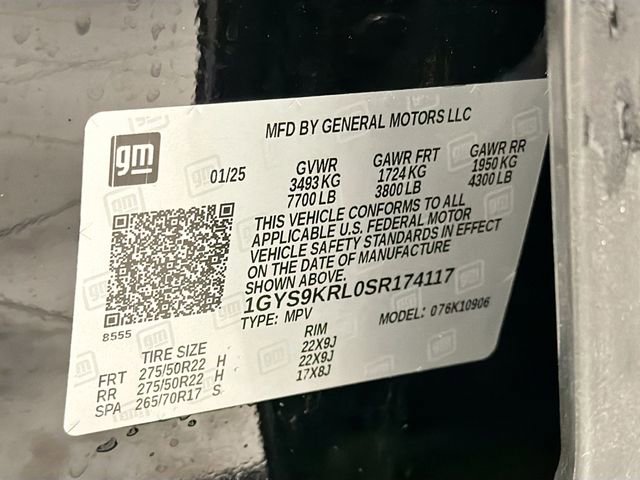 MFD BY GENERAL MOTORS LLC
gm
01/25
GVWR GAWR FRT GAWR RR
3493 KG 1724 KG 1950 KG
7700 LB 3800 LB 4300 LB
THIS VEHICLE CONFORMS TO ALL
APPLICABLE U.S. FEDERAL MOTOR
VEHICLE SAFETY STANDARDS IN EFFECT
ON THE DATE OF MANUFACTURE
SHOWN ABOVE.
1GYS9KRL0SR174117
TYPE: MPV MODEL: 076K10906
8555
TIRE SIZE RIM
FRT 275/50R22 H 22X9J
RR 275/50R22 H 22X9J
SPA 265/70R17 S 17X8J